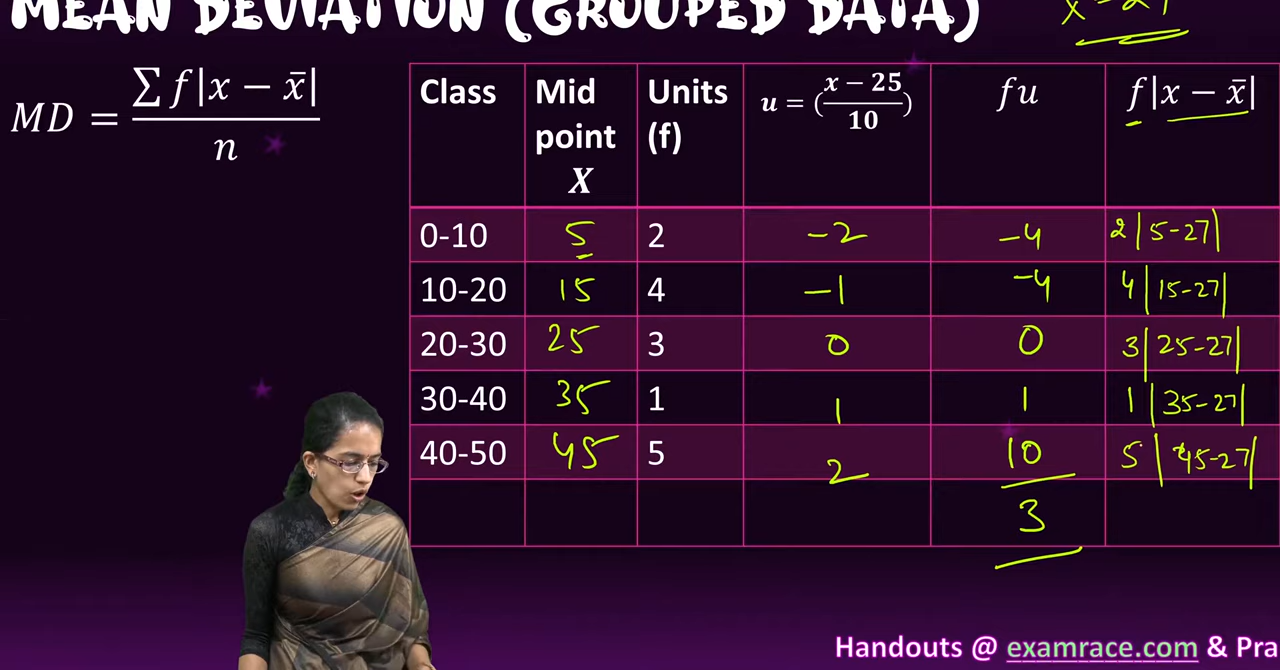 MEAN DEVIATION (GROUPED DATA)
x̄ = 27
MD = ∑ f|x − x̄| / n
Class Mid point X Units (f) u = (x − 25 / 10) fu f|x − x̄|
0-10 5 2 -2 -4 2|5-27|
10-20 15 4 -1 -4 4|15-27|
20-30 25 3 0 0 3|25-27|
30-40 35 1 1 1 1|35-27|
40-50 45 5 2 10 5|45-27|
3
Handouts @ examrace.com &